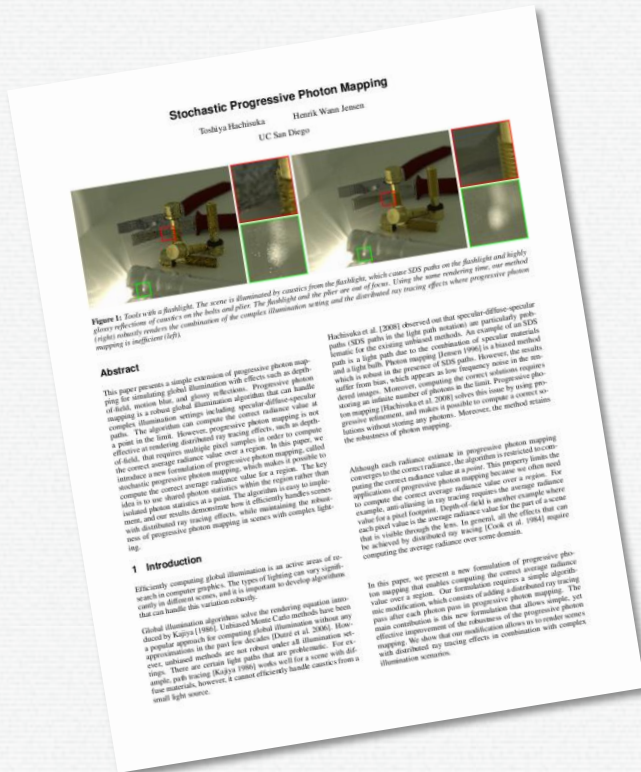 Stochastic Progressive Photon Mapping
Toshiya Hachisuka Henrik Wann Jensen
UC San Diego
Figure 1: Tools with a flashlight. The scene is illuminated by caustics from the flashlight, which cause SDS paths on the flashlight and highly
glossy reflections of caustics on the bolts and plier. The flashlight and the plier are out of focus. Using the same rendering time, our method
(right) robustly renders the combination of the complex illumination setting and the distributed ray tracing effects where progressive photon
mapping is inefficient (left).
Abstract
This paper presents a simple extension of progressive photon map-
ping for simulating global illumination with effects such as depth-
of-field, motion blur, and glossy reflections. Progressive photon
mapping is a robust global illumination algorithm that can handle
complex illumination settings including specular-diffuse-specular
paths. The algorithm can compute the correct radiance value at
a point in the limit. However, progressive photon mapping is not
effective at rendering distributed ray tracing effects, such as depth-
of-field, that requires multiple pixel samples in order to compute
the correct average radiance value over a region. In this paper, we
introduce a new formulation of progressive photon mapping, called
stochastic progressive photon mapping, which makes it possible to
compute the correct average radiance value for a region. The key
idea is to use shared photon statistics within the region rather than
isolated photon statistics at a point. The algorithm is easy to imple-
ment, and our results demonstrate how it efficiently handles scenes
with distributed ray tracing effects, while maintaining the robust-
ness of progressive photon mapping in scenes with complex light-
ing.
1 Introduction
Efficiently computing global illumination is an active areas of re-
search in computer graphics. The types of lighting can vary signifi-
cantly in different scenes, and it is important to develop algorithms
that can handle this variation robustly.
Global illumination algorithms solve the rendering equation intro-
duced by Kajiya [1986]. Unbiased Monte Carlo methods have been
a popular approach for computing global illumination without any
approximations in the past few decades [Dutré et al. 2006]. How-
ever, unbiased methods are not robust under all illumination set-
tings. There are certain light paths that are problematic. For ex-
ample, path tracing [Kajiya 1986] works well for a scene with dif-
fuse materials, however, it cannot efficiently handle caustics from a
small light source.
Hachisuka et al. [2008] observed out that specular-diffuse-specular
paths (SDS paths in the light path notation) are particularly prob-
lematic for the existing unbiased methods. An example of an SDS
path is a light path due to the combination of specular materials
and a light bulb. Photon mapping [Jensen 1996] is a biased method
which is robust in the presence of SDS paths. However, the results
suffer from bias, which appears as low frequency noise in the ren-
dered images. Moreover, computing the correct solutions require
storing an infinite number of photons in the limit. Progressive pho-
ton mapping [Hachisuka et al. 2008] solves this issue by using pro-
gressive refinement, and makes it possible to compute a correct so-
lutions without storing any photons. Moreover, the method retains
the robustness of photon mapping.
Although each radiance estimate in progressive photon mapping
converges to the correct radiance, the algorithm is restricted to com-
puting the correct radiance value at a point. This property limits the
applications of progressive photon mapping because we often need
to compute the correct average radiance value over a region. For
example, anti-aliasing in ray tracing requires the average radiance
value for a pixel footprint. Depth-of-field is another example where
each pixel value is the average radiance value for the part of a scene
that is visible through the lens. In general, all the effects that can
be achieved by distributed ray tracing [Cook et al. 1984] require
computing the average radiance over some domain.
In this paper, we present a new formulation of progressive pho-
ton mapping that enables computing the correct average radiance
value over a region. Our formulation requires a simple algorith-
mic modification, which consists of adding a distributed ray tracing
pass after each photon pass in progressive photon mapping. The
main contribution is this new formulation that allows simple, yet
effective improvement of the robustness of the progressive photon
mapping. We show that our modification allows us to render scenes
with distributed ray tracing effects in combination with complex
illumination scenarios.